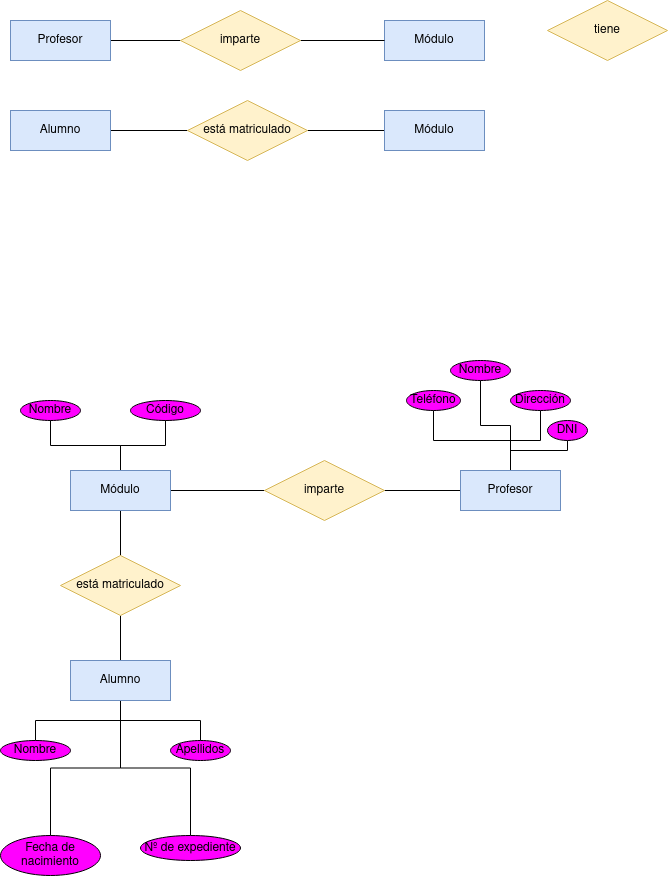 Profesor
imparte
Módulo
tiene
Alumno
está matriculado
Módulo
Nombre
Teléfono
Dirección
Nombre
Código
DNI
Módulo
imparte
Profesor
está matriculado
Alumno
Nombre
Apellidos
Fecha de
nacimiento
Nº de expediente